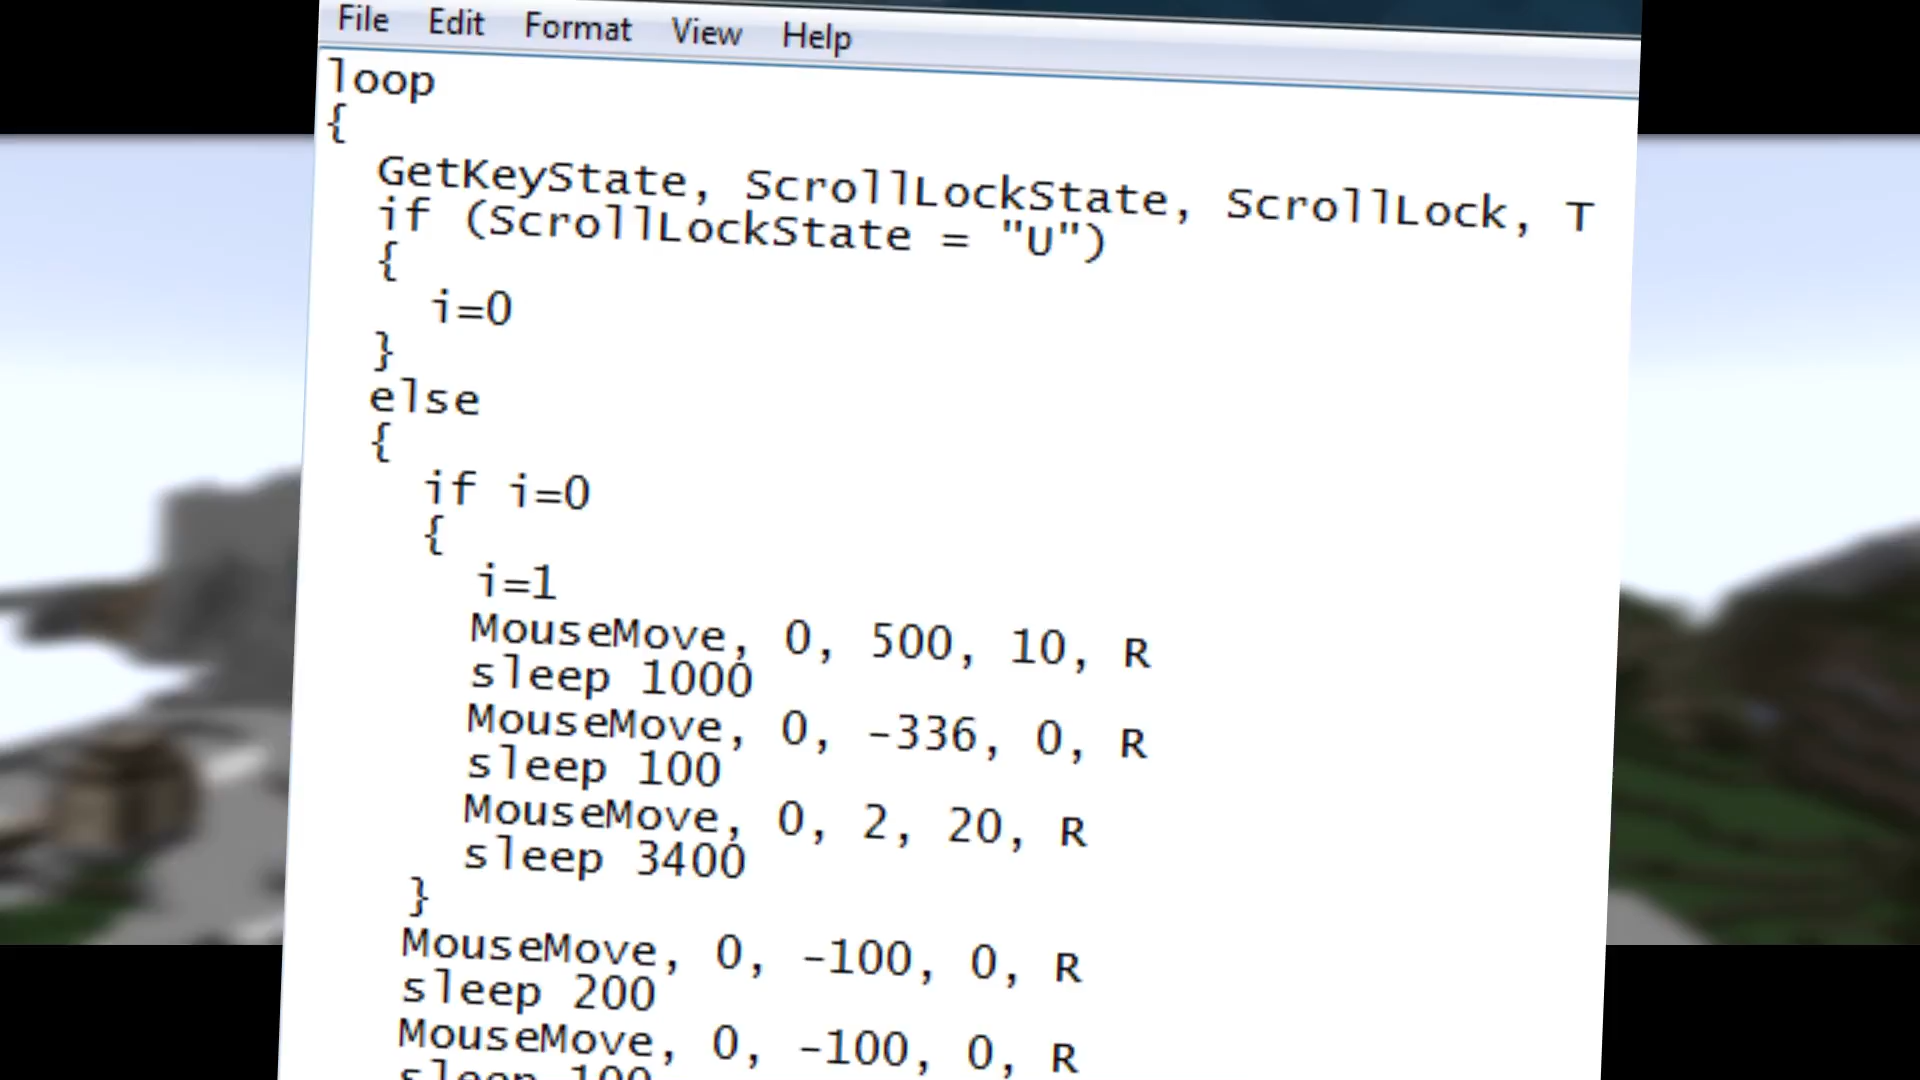 File Edit Format View Help
loop
{
GetKeyState, ScrollLockState, ScrollLock, T
if (ScrollLockState = "U")
{
i=0
}
else
{
if i=0
{
i=1
MouseMove, 0, 500, 10, R
sleep 1000
MouseMove, 0, -336, 0, R
sleep 100
MouseMove, 0, 2, 20, R
sleep 3400
}
MouseMove, 0, -100, 0, R
sleep 200
MouseMove, 0, -100, 0, R
sleep 100